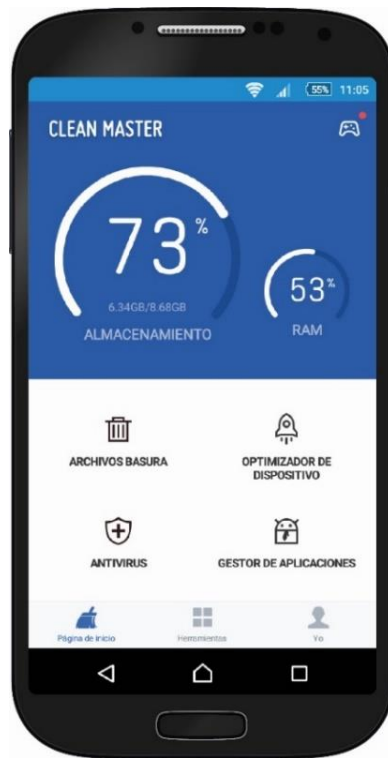 55% 11:05
CLEAN MASTER
73%
6.34GB/8.68GB
ALMACENAMIENTO
53%
RAM
ARCHIVOS BASURA
OPTIMIZADOR DE
DISPOSITIVO
ANTIVIRUS
GESTOR DE APLICACIONES
Página de inicio
Herramientas
Yo